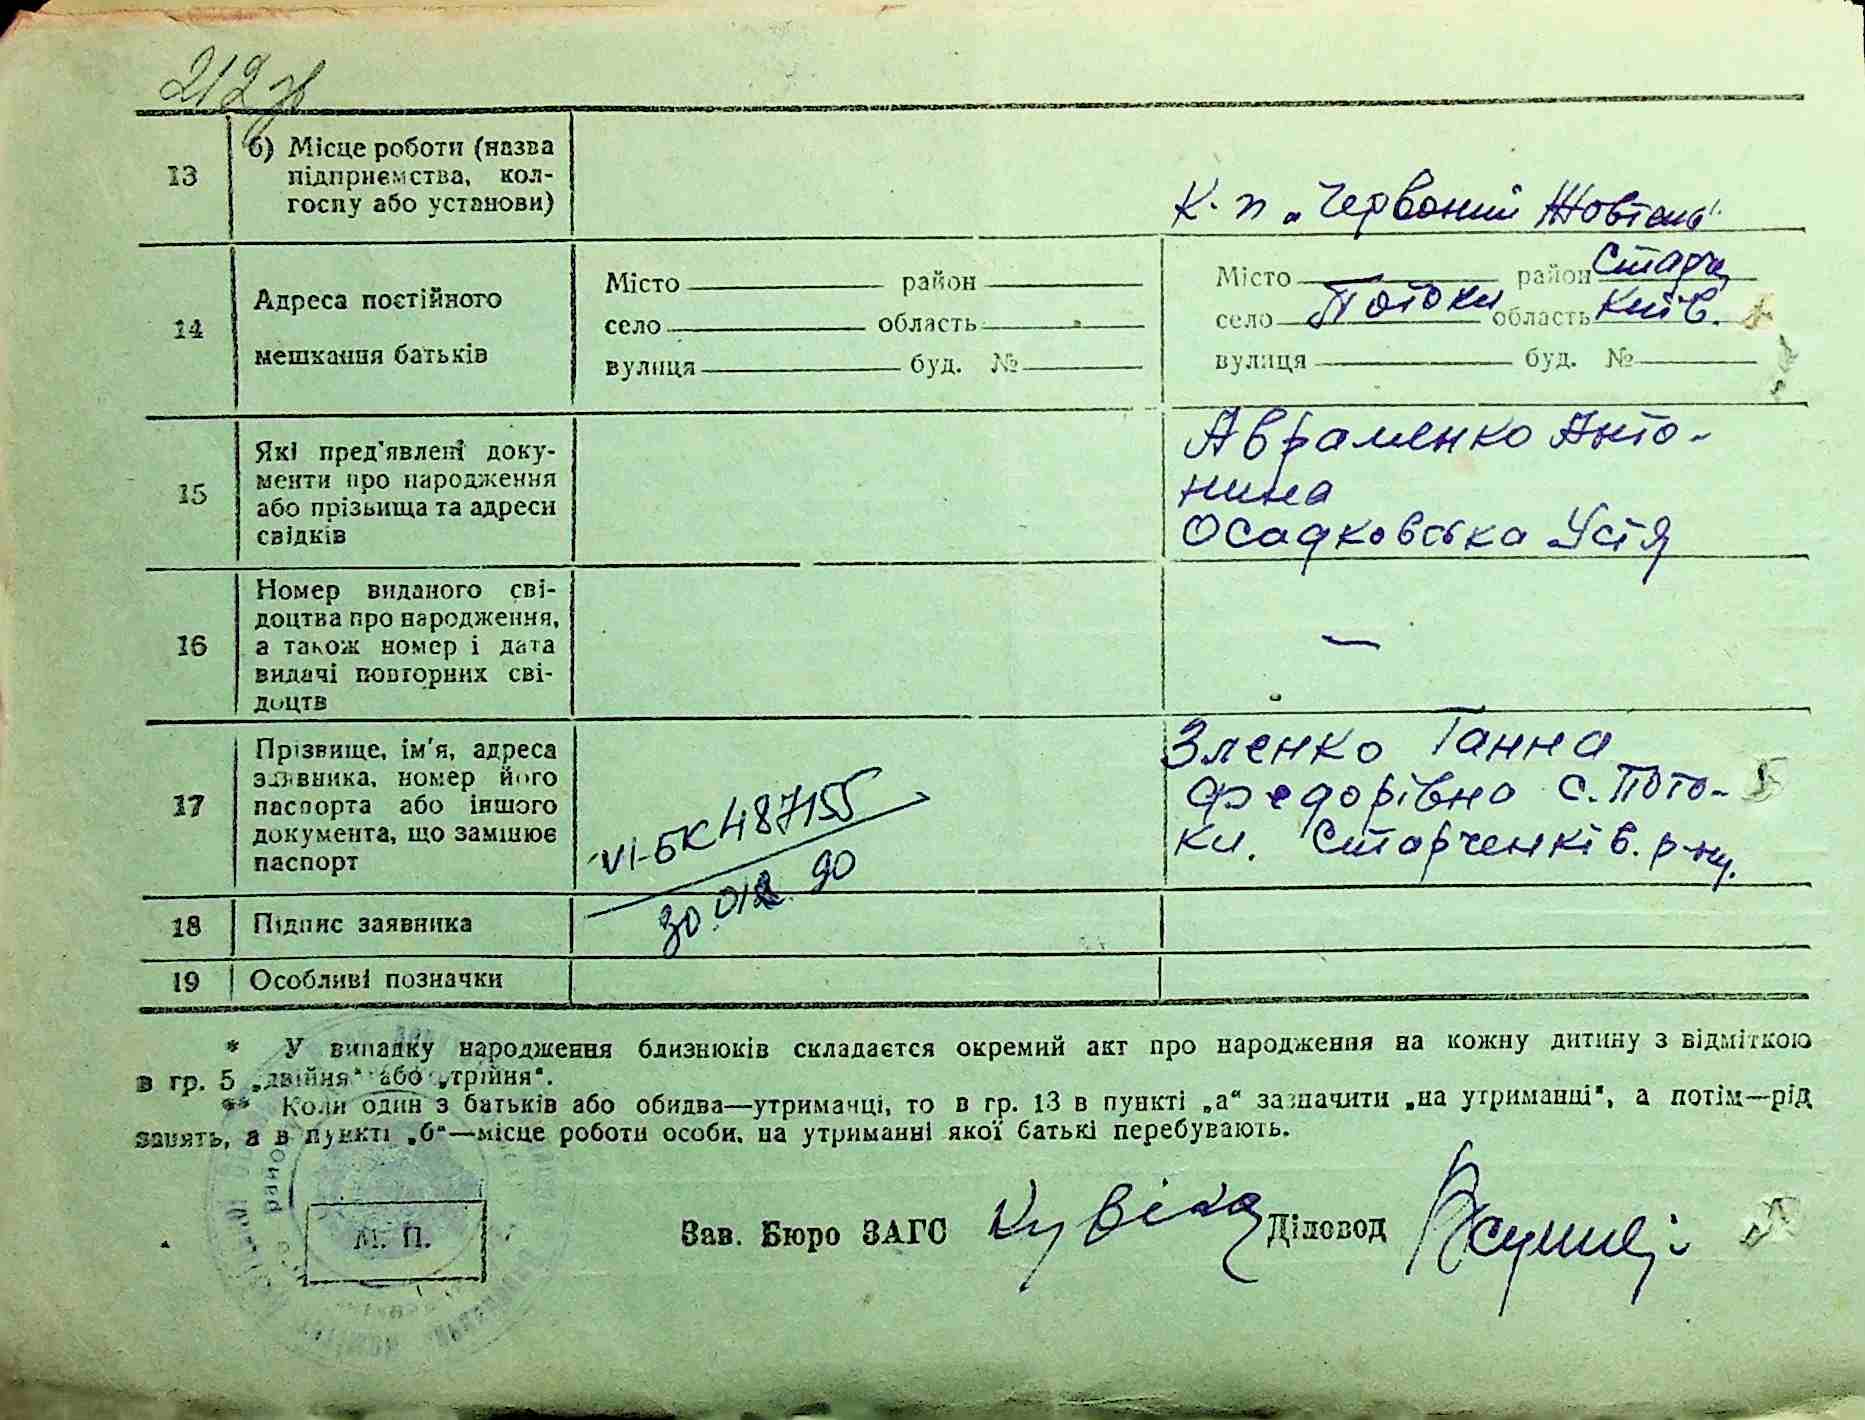 212
13 б) Місце роботи (назва
підприємства, кол-
госпу або установи)
К-п „Червоний Жовтень"
14 Адреса постійного
мешкання батьків
Місто район
село область
вулиця буд. №
Місто район Старч
село Потоки область Київ.
вулиця буд. №
15 Які пред'явлені доку-
менти про народження
або прізвища та адреси
свідків
Авраменко Анто-
нина
Осадковська Устя
16 Номер виданого сві-
доцтва про народження,
а також номер і дата
видачі повторних сві-
доцтв
—
17 Прізвище, ім'я, адреса
заявника, номер його
паспорта або іншого
документа, що замінює
паспорт
VI-БК 487155
90
Зленко Ганна
Федорівна с. Пото-
ки. Старченків. р-ну.
18 Підпис заявника
19 Особливі позначки
* У випадку народження близнюків складається окремий акт про народження на кожну дитину з відміткою
в гр. 5 „двійня“ або „трійня“.
** Коли один з батьків або обидва—утриманці, то в гр. 13 в пункті „а“ зазначити „на утриманні“, а потім—рід
занять, а в пункті „б“—місце роботи особи, на утриманні якої батькі перебувають.
М. П.
Зав. Бюро ЗАГС Діловод